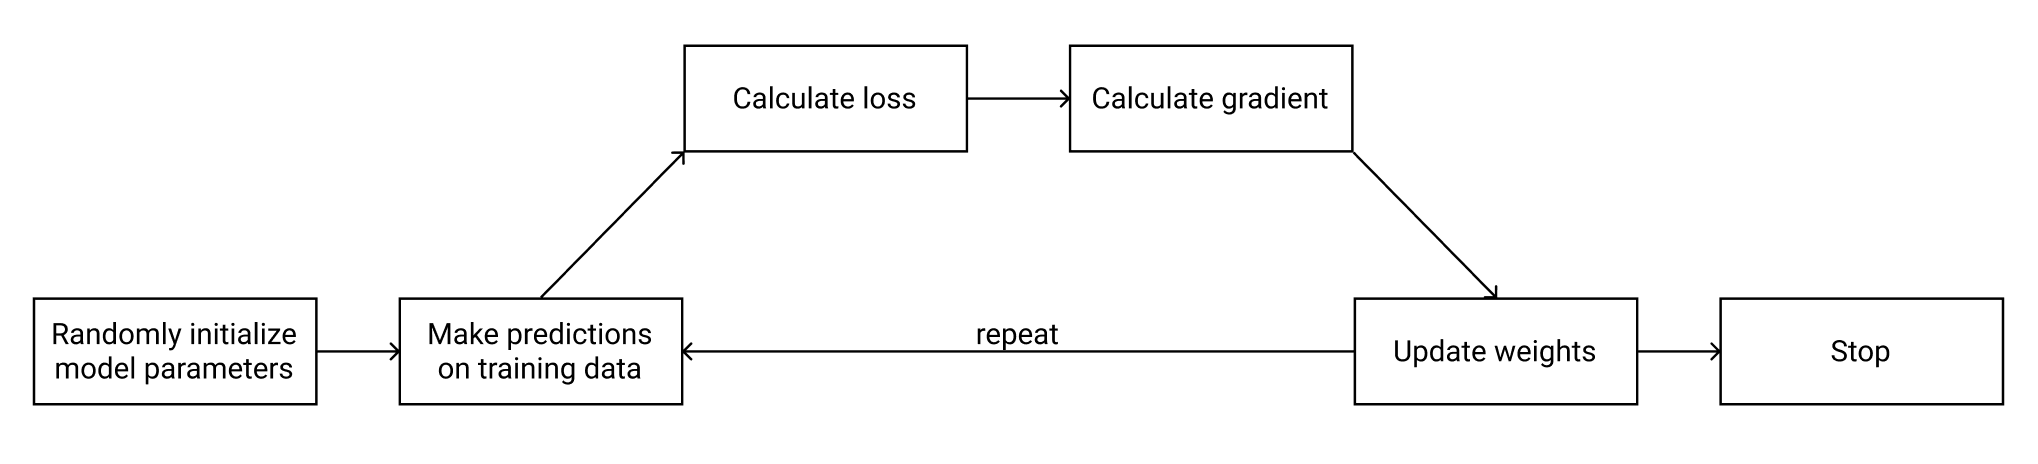 Calculate loss
Calculate gradient
Randomly initialize
model parameters
Make predictions
on training data
repeat
Update weights
Stop